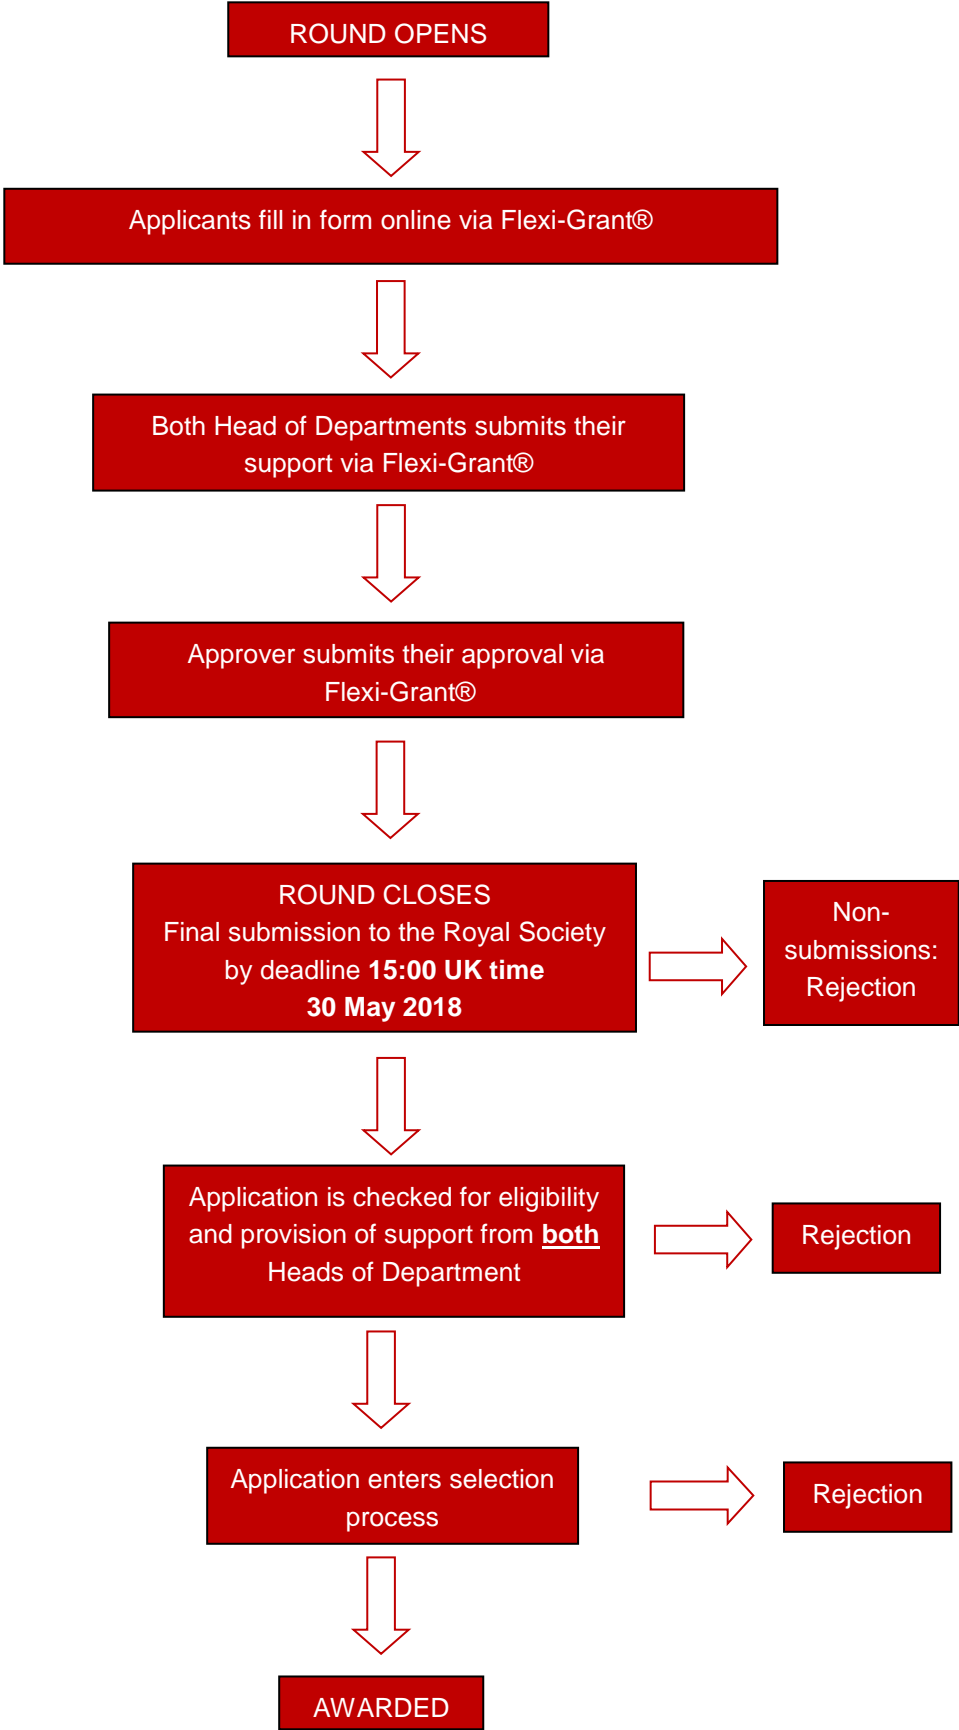 ROUND OPENS
Applicants fill in form online via Flexi-Grant®
Both Head of Departments submits their
support via Flexi-Grant®
Approver submits their approval via
Flexi-Grant®
ROUND CLOSES
Final submission to the Royal Society
by deadline 15:00 UK time
30 May 2018
Non-
submissions:
Rejection
Application is checked for eligibility
and provision of support from both
Heads of Department
Rejection
Application enters selection
process
Rejection
AWARDED